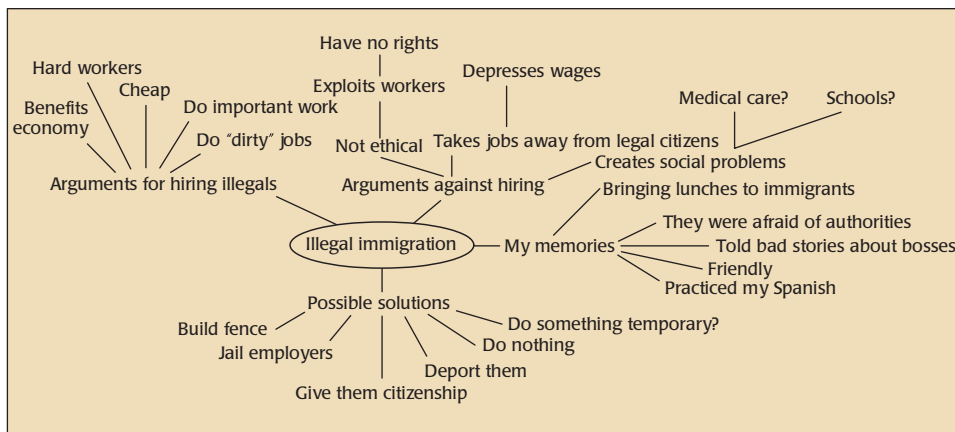 Have no rights
Hard workers
Cheap
Exploits workers
Depresses wages
Medical care?
Schools?
Benefits
economy
Do important work
Do “dirty” jobs
Not ethical
Takes jobs away from legal citizens
Creates social problems
Arguments for hiring illegals
Arguments against hiring
Bringing lunches to immigrants
Illegal immigration
My memories
They were afraid of authorities
Told bad stories about bosses
Friendly
Practiced my Spanish
Possible solutions
Build fence
Jail employers
Give them citizenship
Deport them
Do nothing
Do something temporary?